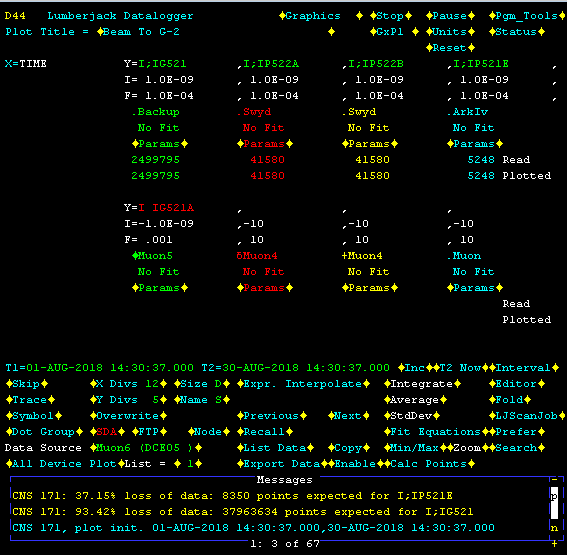 D44 Lumberjack Datalogger ♦Graphics ♦Stop♦ ♦Pause♦ ♦Pgm_Tools♦
Plot Title = ♦Beam To G-2 ♦ ♦GxPl ♦ ♦Units♦ ♦Status♦
♦Reset♦
X=TIME Y=I;IG521 ,I;IP522A ,I;IP522B ,I;IP521E ,
I= 1.0E-09 , 1.0E-09 , 1.0E-09 , 1.0E-09 ,
F= 1.0E-04 , 1.0E-04 , 1.0E-04 , 1.0E-04 ,
.Backup .Swyd .Swyd .ArkIv
No Fit No Fit No Fit No Fit
♦Params♦ ♦Params♦ ♦Params♦ ♦Params♦
2499795 41580 41580 5248 Read
2499795 41580 41580 5248 Plotted
Y=I IG521A , , ,
I=-1.0E-09 ,-10 ,-10 ,-10
F= .001 , 10 , 10 , 10
♦Muon5 Muon4 +Muon4 .Muon
No Fit No Fit No Fit No Fit
♦Params♦ ♦Params♦ ♦Params♦ ♦Params♦
Read
Plotted
T1=01-AUG-2018 14:30:37.000 T2=30-AUG-2018 14:30:37.000 ♦Inc♦♦T2 Now♦♦Interval♦
♦Skip♦ ♦X Divs 12♦ ♦Size D♦ ♦Expr. Interpolate♦ ♦Integrate♦ ♦Editor♦
♦Trace♦ ♦Y Divs 5♦ ♦Name S♦ ♦Average♦ ♦Fold♦
♦Symbol♦ ♦Overwrite♦ ♦Previous♦ ♦Next♦ ♦StdDev♦ ♦LJScanJob♦
♦Dot Group♦ ♦SDA♦ ♦FTP♦ ♦Node♦ ♦Recall♦ ♦Fit Equations♦♦Prefer♦
Data Source ♦Muon6 (DCE05 )♦ ♦List Data♦ ♦Copy♦ ♦Min/Max♦♦Zoom♦♦Search♦
♦All Device Plot♦List = ♦ 1♦ ♦Export Data♦♦Enable♦♦Calc Points♦
Messages
CNS 171: 37.15% loss of data: 8350 points expected for I;IP521E
CNS 171: 93.42% loss of data: 37963634 points expected for I;IG521
CNS 171, plot init. 01-AUG-2018 14:30:37.000,30-AUG-2018 14:30:37.000
1: 3 of 67
- p n +